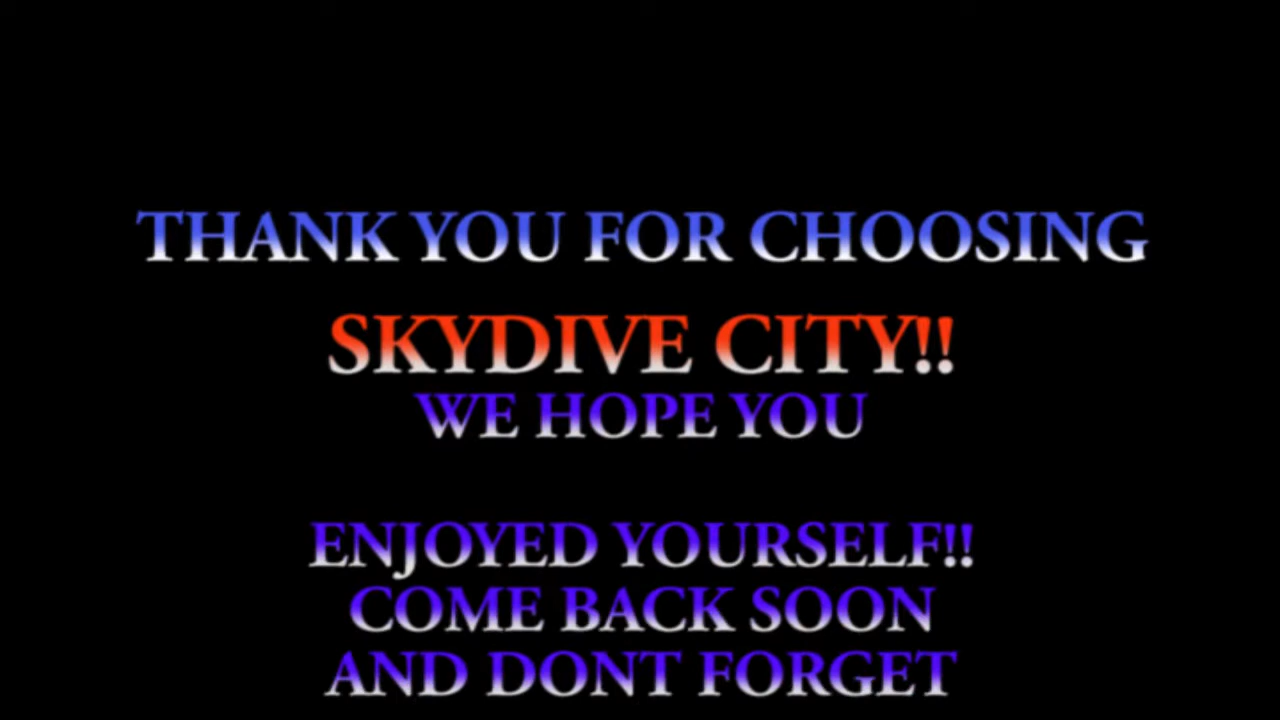 THANK YOU FOR CHOOSING
SKYDIVE CITY!!
WE HOPE YOU
ENJOYED YOURSELF!!
COME BACK SOON
AND DONT FORGET